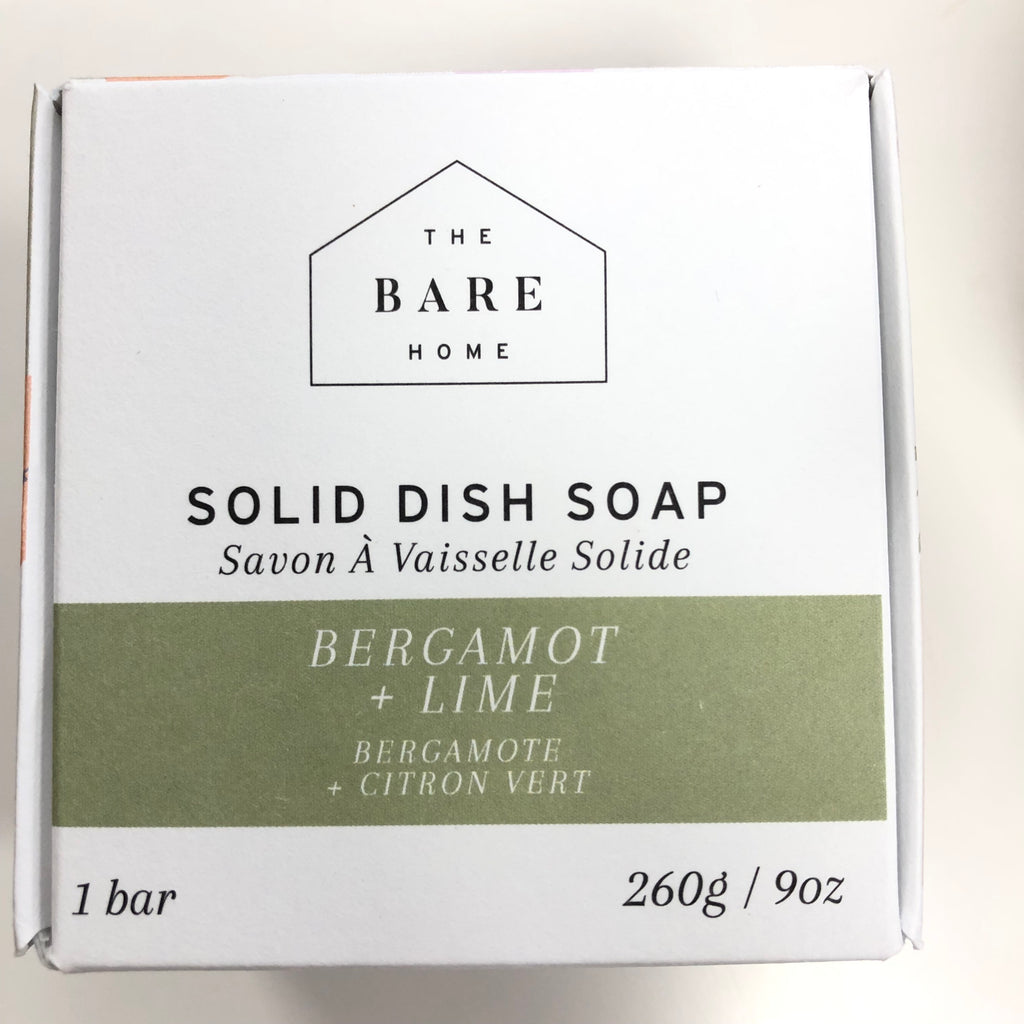 THE
BARE
HOME
SOLID DISH SOAP
Savon À Vaisselle Solide
BERGAMOT
+ LIME
BERGAMOTE
+ CITRON VERT
1 bar
260g / 9oz